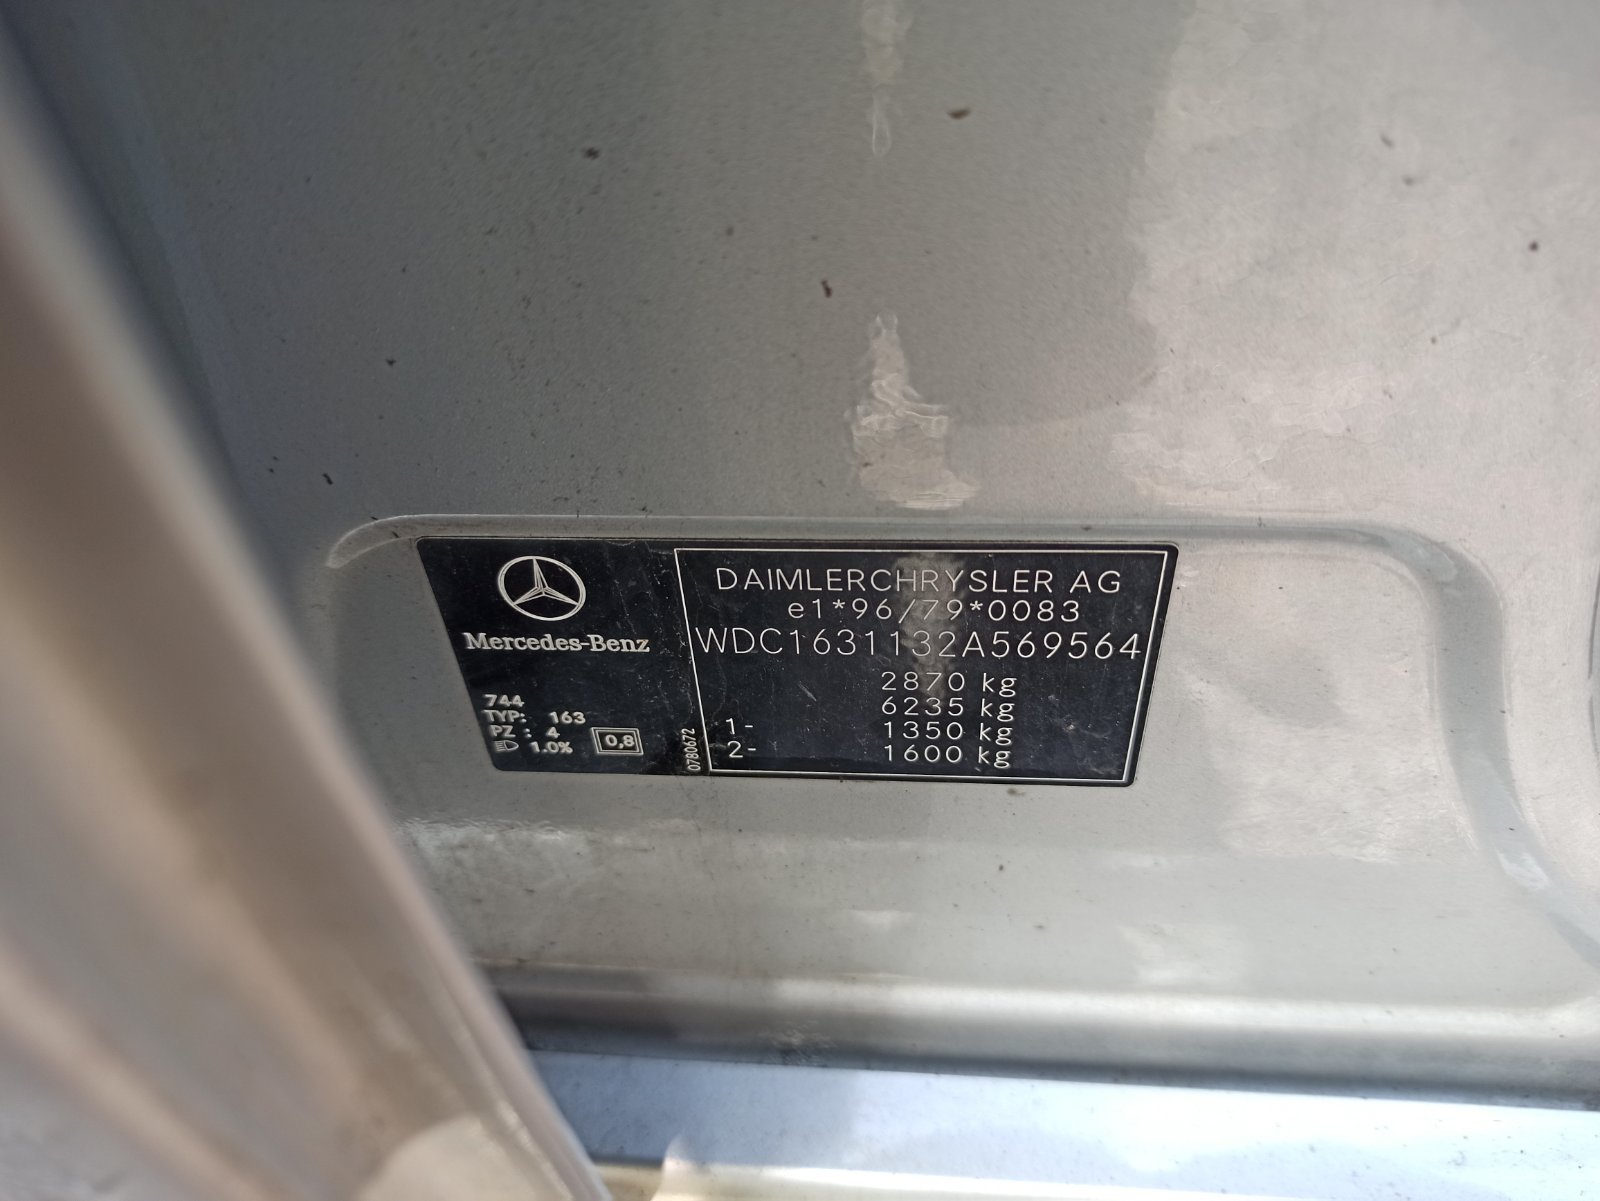 Mercedes-Benz
744
TYP: 163
PZ : 4
1.0% 0,8
0780672
DAIMLERCHRYSLER AG
e1*96/79*0083
WDC1631132A569564
2870 kg
6235 kg
1- 1350 kg
2- 1600 kg